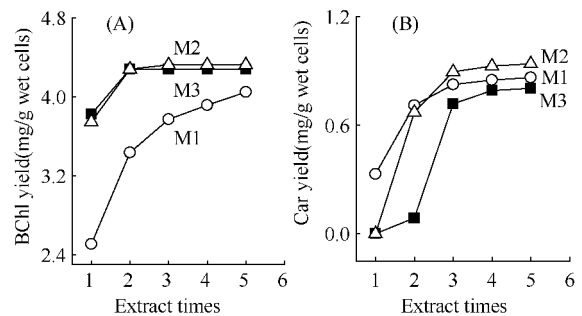 (A)
BChl yield(mg/g wet cells)
4.8
4.0
3.2
2.4
M2
M3
M1
1 2 3 4 5 6
Extract times
(B)
Car yield(mg/g wet cells)
1.2
0.6
0.0
M2
M1
M3
1 2 3 4 5 6
Extract times